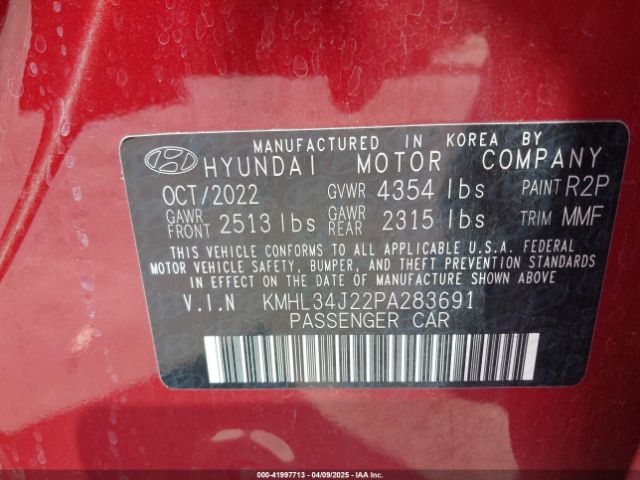 MANUFACTURED IN KOREA BY
HYUNDAI MOTOR COMPANY
OCT/2022 GVWR 4354 lbs PAINT R2P
GAWR FRONT 2513 lbs GAWR REAR 2315 lbs TRIM MMF
THIS VEHICLE CONFORMS TO ALL APPLICABLE U.S.A. FEDERAL
MOTOR VEHICLE SAFETY, BUMPER, AND THEFT PREVENTION STANDARDS
IN EFFECT ON THE DATE OF MANUFACTURE SHOWN ABOVE
V.I.N KMHL34J22PA283691
PASSENGER CAR
000-41997713 - 04/09/2025 - IAA, Inc.